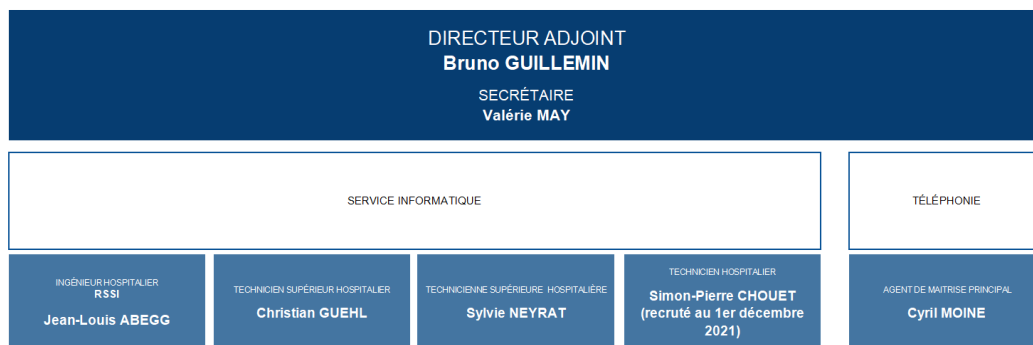 DIRECTEUR ADJOINT
Bruno GUILLEMIN
SECRÉTAIRE
Valérie MAY
SERVICE INFORMATIQUE
TÉLÉPHONIE
INGÉNIEUR HOSPITALIER
RSSI
Jean-Louis ABEGG
TECHNICIEN SUPÉRIEUR HOSPITALIER
Christian GUEHL
TECHNICIENNE SUPÉRIEURE HOSPITALIÈRE
Sylvie NEYRAT
TECHNICIEN HOSPITALIER
Simon-Pierre CHOUET
(recruté au 1er décembre
2021)
AGENT DE MAITRISE PRINCIPAL
Cyril MOINE